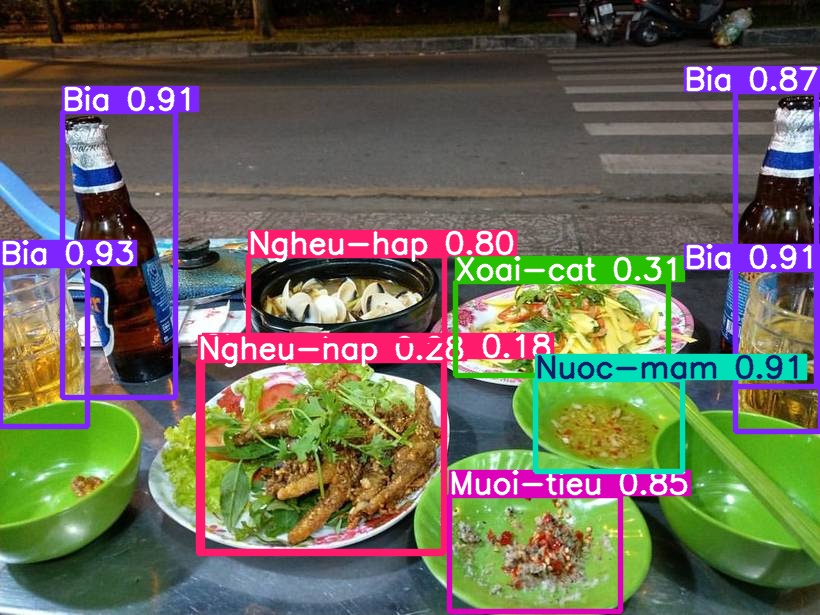 Bia 0.87
Bia 0.91
Bia 0.93
Ngheu-hap 0.80
Bia 0.91
Xoai-cat 0.31
Ngheu-hap 0.28 0.18
Nuoc-mam 0.91
Muoi-tieu 0.85